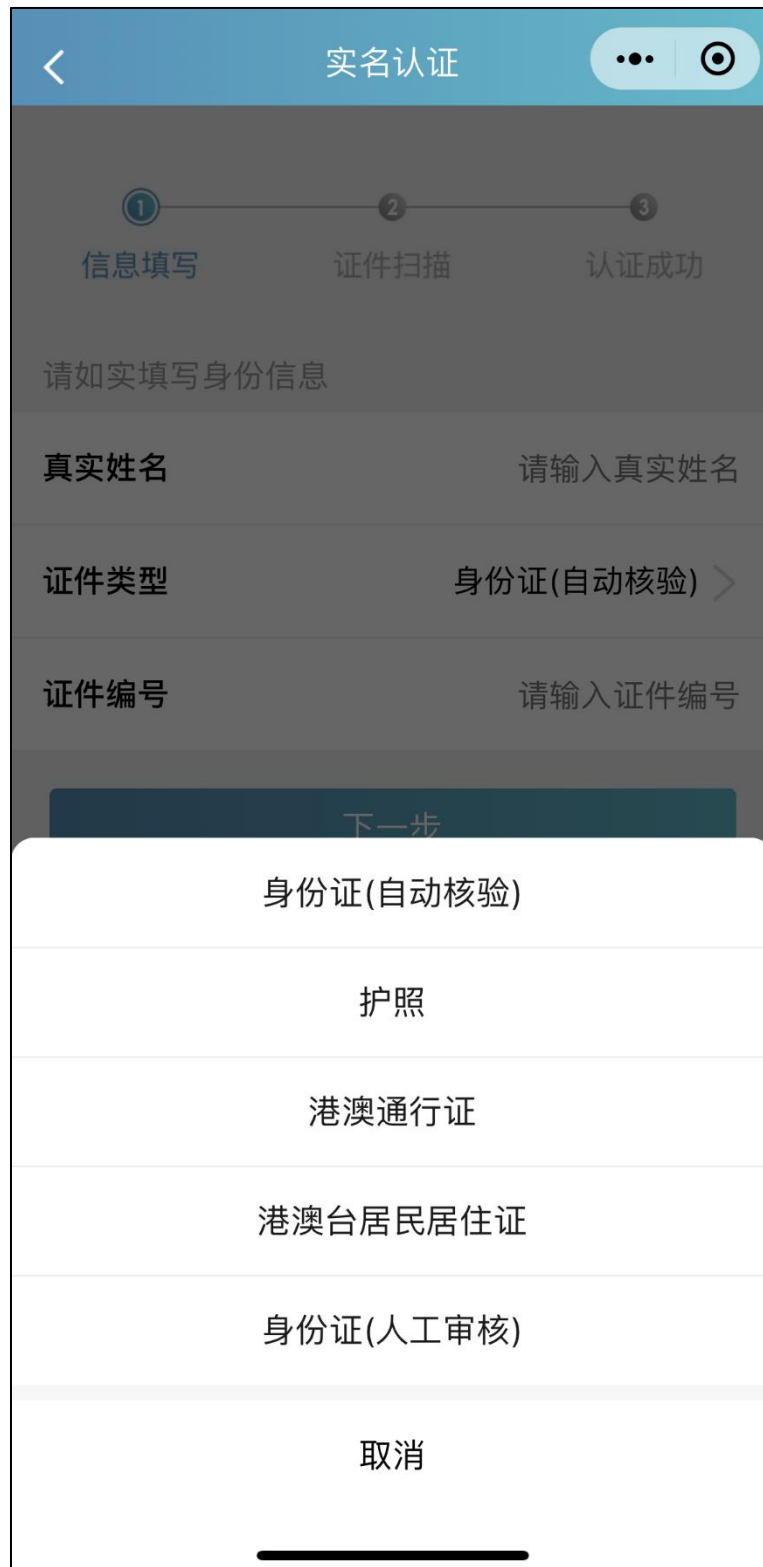 实名认证
1
2
3
信息填写
证件扫描
认证成功
请如实填写身份信息
真实姓名 请输入真实姓名
证件类型 身份证(自动核验)
证件编号 请输入证件编号
下一步
身份证(自动核验)
护照
港澳通行证
港澳台居民居住证
身份证(人工审核)
取消